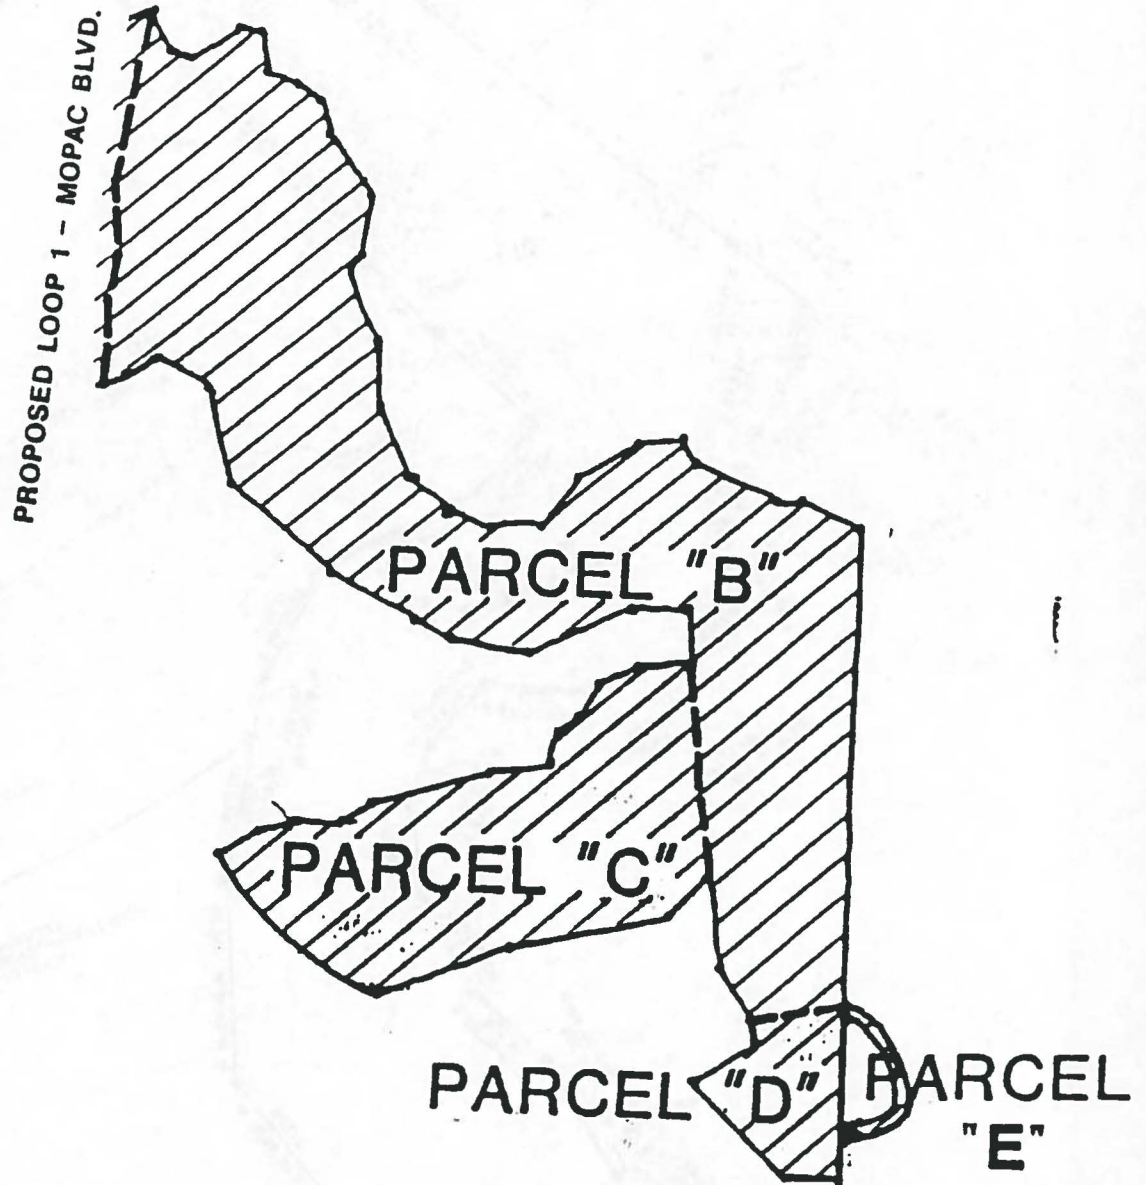 PROPOSED LOOP 1 - MOPAC BLVD.
PARCEL "B"
PARCEL "C"
PARCEL "D"
PARCEL
"E"